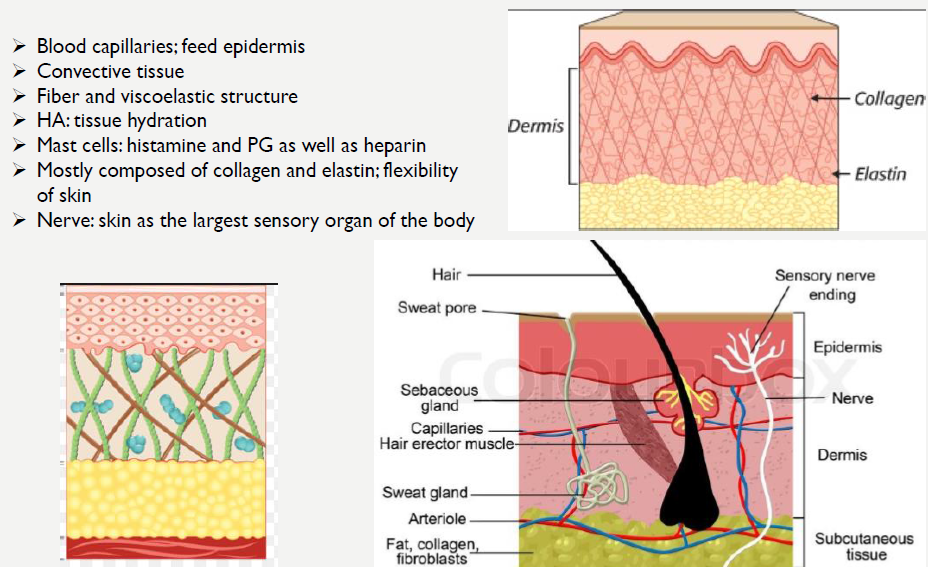 ➢ Blood capillaries; feed epidermis
➢ Convective tissue
➢ Fiber and viscoelastic structure
➢ HA: tissue hydration
➢ Mast cells: histamine and PG as well as heparin
➢ Mostly composed of collagen and elastin; flexibility
of skin
➢ Nerve: skin as the largest sensory organ of the body
Dermis
Collagen
Elastin
Hair
Sweat pore
Sebaceous
gland
Capillaries
Hair erector muscle
Sweat gland
Arteriole
Fat, collagen,
fibroblasts
Sensory nerve
ending
Epidermis
Nerve
Dermis
Subcutaneous
tissue
colourbox